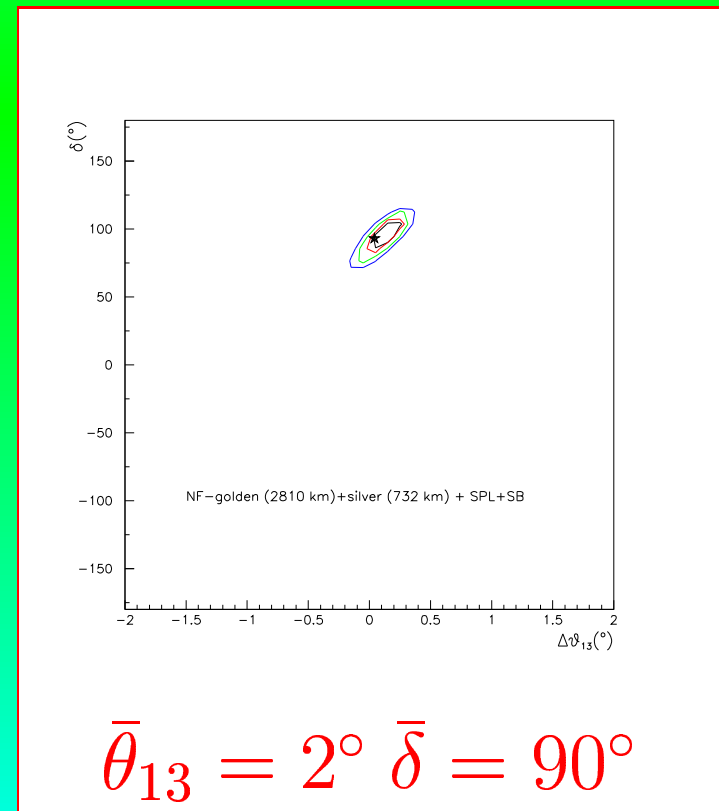 δ(°)
150
100
50
0
−50
−100
−150
NF−golden (2810 km)+silver (732 km) + SPL+SB
−2 −1.5 −1 −0.5 0 0.5 1 1.5 2
Δϑ₁₃(°)
θ̅₁₃ = 2° δ̅ = 90°